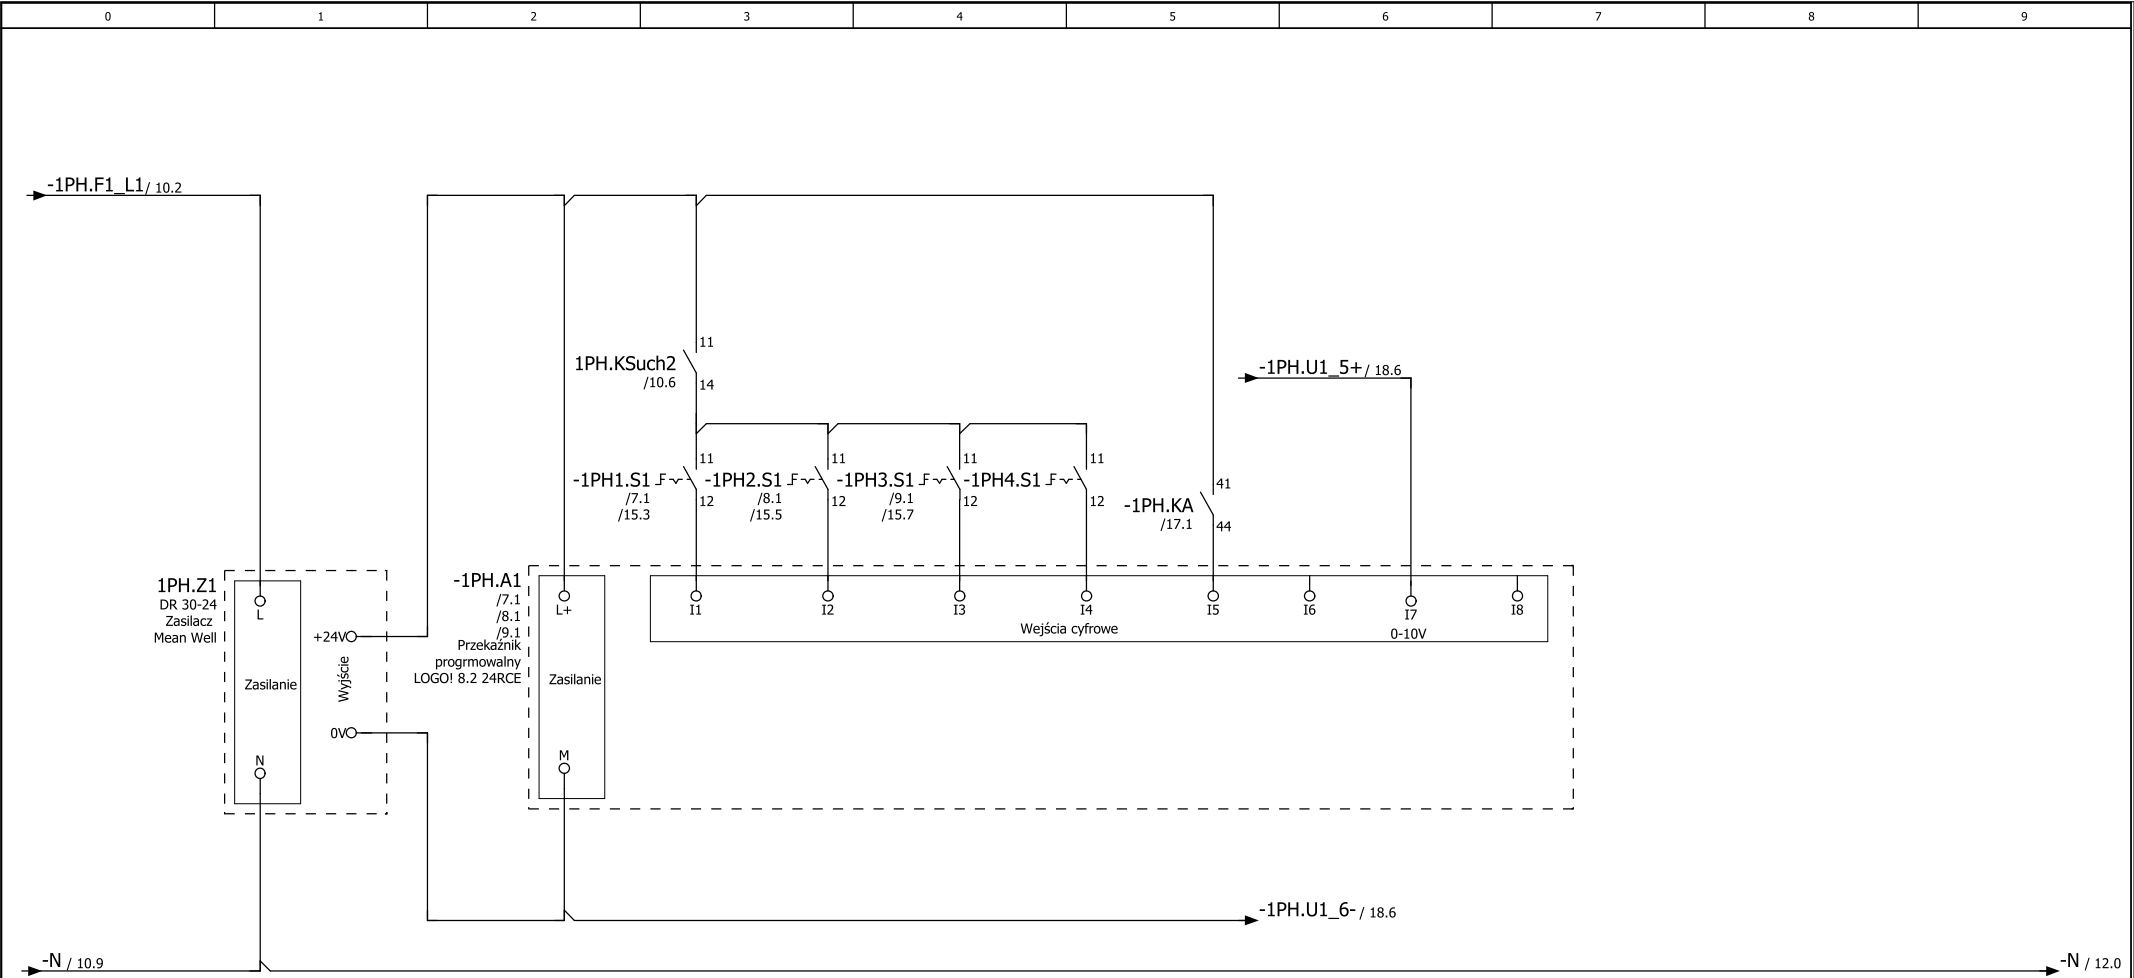 0 1 2 3 4 5 6 7 8 9
-1PH.F1_L1/ 10.2
11
1PH.KSuch2
/10.6
14
-1PH.U1_5+/ 18.6
11 11 11 11
-1PH1.S1 -1PH2.S1 -1PH3.S1 -1PH4.S1
/7.1 /8.1 /9.1
12 12 12 12
/15.3 /15.5 /15.7
41
-1PH.KA
/17.1
44
1PH.Z1
DR 30-24
Zasilacz
Mean Well
L
+24V
Wyjście
Zasilanie
0V
N
-1PH.A1
/7.1
/8.1
/9.1
Przekaźnik
progrmowalny
LOGO! 8.2 24RCE
L+
Zasilanie
M
I1 I2 I3 I4 I5 I6 I7 I8
Wejścia cyfrowe
0-10V
-1PH.U1_6- / 18.6
-N / 10.9
-N / 12.0